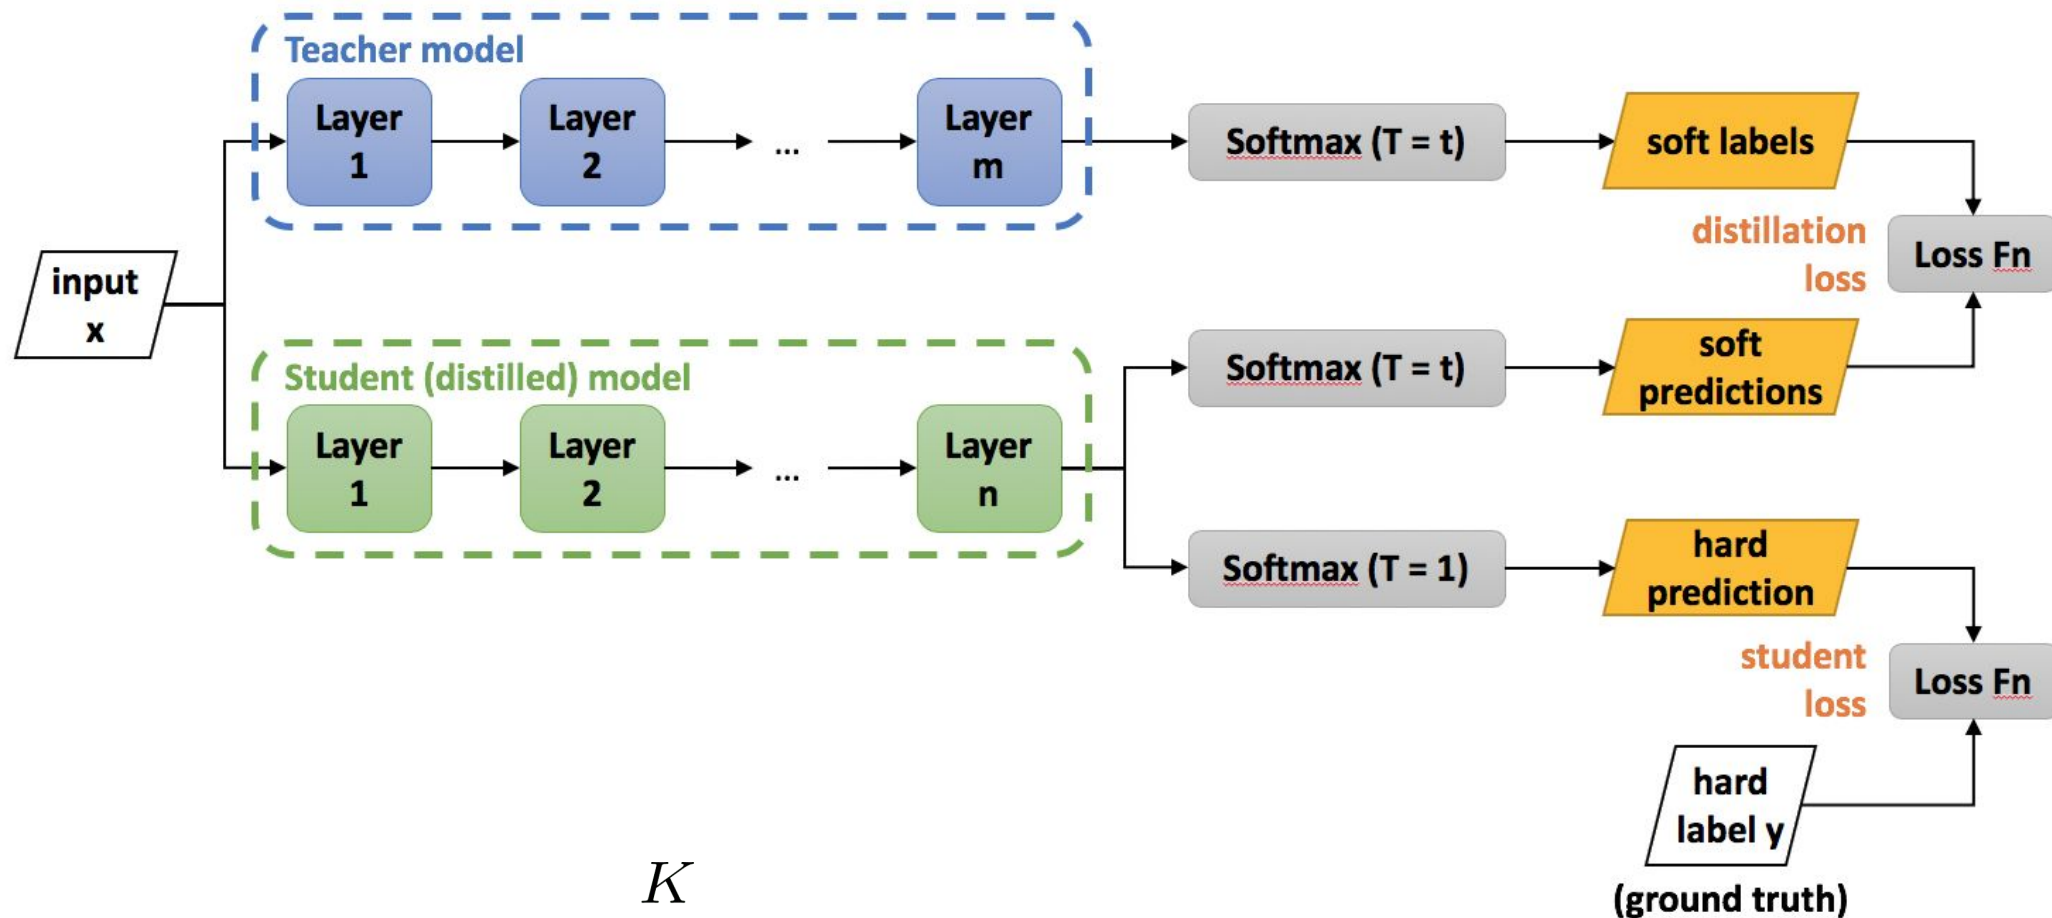 Teacher model
Layer
1
Layer
2
...
Layer
m
Softmax (T = t)
soft labels
distillation
loss
Loss Fn
input
x
Student (distilled) model
Layer
1
Layer
2
...
Layer
n
Softmax (T = t)
soft
predictions
Softmax (T = 1)
hard
prediction
student
loss
Loss Fn
hard
label y
(ground truth)
K